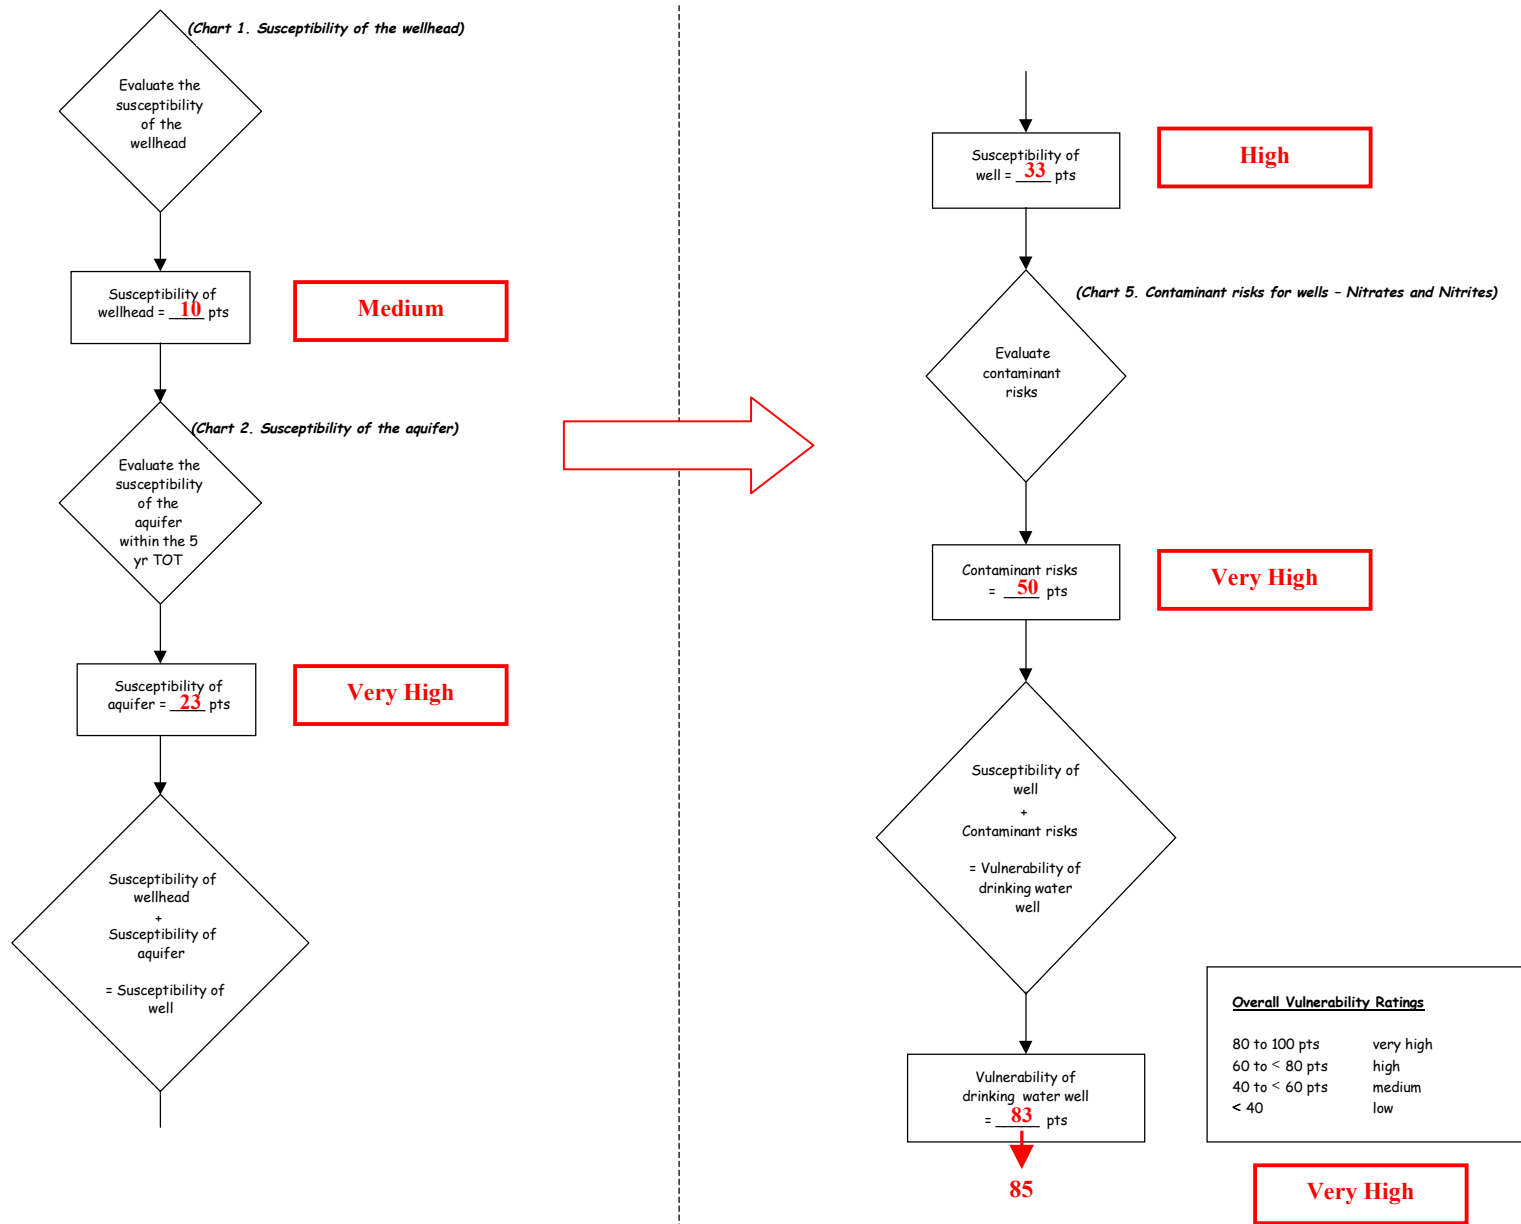 (Chart 1. Susceptibility of the wellhead)
Evaluate the
susceptibility
of the
wellhead
Susceptibility of
wellhead = 10 pts
Medium
(Chart 2. Susceptibility of the aquifer)
Evaluate the
susceptibility
of the
aquifer
within the 5
yr TOT
Susceptibility of
aquifer = 23 pts
Very High
Susceptibility of
wellhead
+
Susceptibility of
aquifer
= Susceptibility of
well
Susceptibility of
well = 33 pts
High
(Chart 5. Contaminant risks for wells – Nitrates and Nitrites)
Evaluate
contaminant
risks
Contaminant risks
= 50 pts
Very High
Susceptibility of
well
+
Contaminant risks
= Vulnerability of
drinking water
well
Vulnerability of
drinking water well
= 83 pts
85
Overall Vulnerability Ratings
80 to 100 pts very high
60 to < 80 pts high
40 to < 60 pts medium
< 40 low
Very High